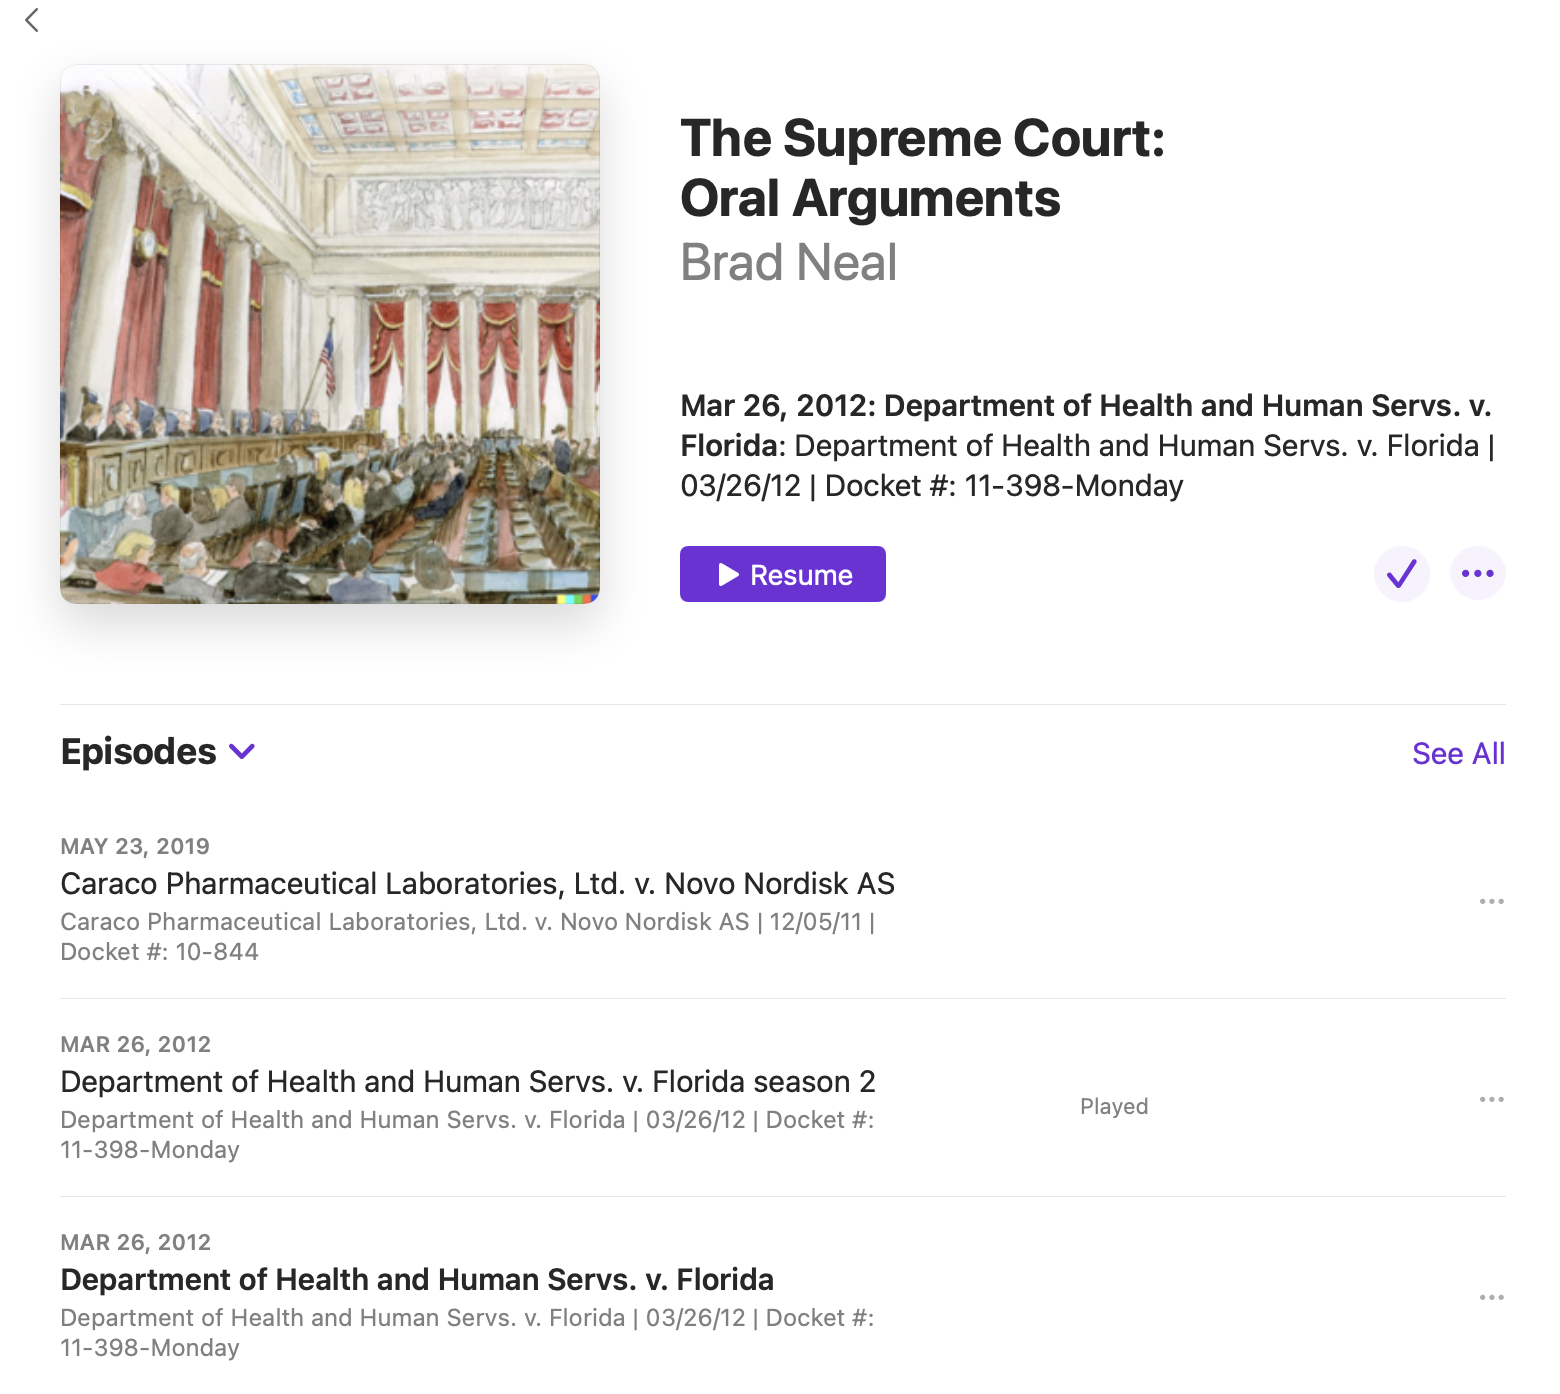 The Supreme Court:
Oral Arguments
Brad Neal
Mar 26, 2012: Department of Health and Human Servs. v.
Florida: Department of Health and Human Servs. v. Florida |
03/26/12 | Docket #: 11-398-Monday
Resume
Episodes
See All
MAY 23, 2019
Caraco Pharmaceutical Laboratories, Ltd. v. Novo Nordisk AS
Caraco Pharmaceutical Laboratories, Ltd. v. Novo Nordisk AS | 12/05/11 |
Docket #: 10-844
MAR 26, 2012
Department of Health and Human Servs. v. Florida season 2
Department of Health and Human Servs. v. Florida | 03/26/12 | Docket #:
11-398-Monday
Played
MAR 26, 2012
Department of Health and Human Servs. v. Florida
Department of Health and Human Servs. v. Florida | 03/26/12 | Docket #:
11-398-Monday